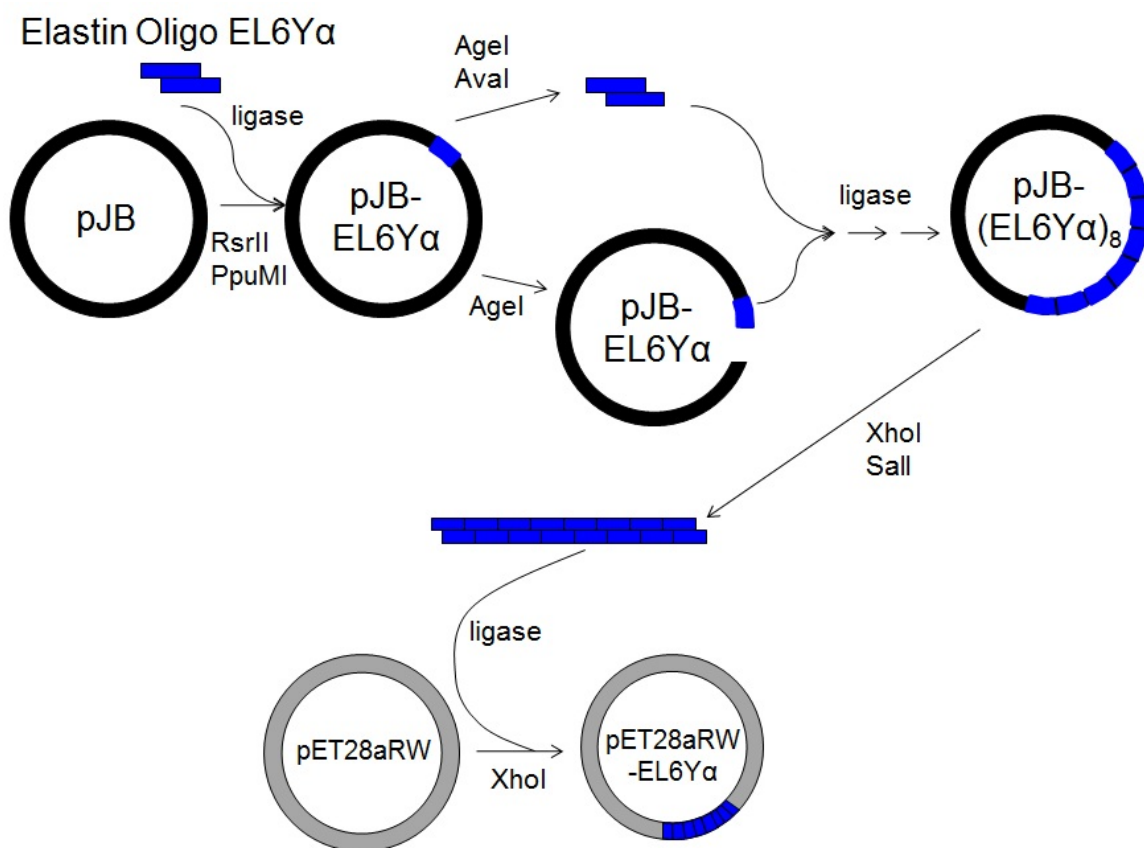 Elastin Oligo EL6Yα
ligase
pJB
RsrII
PpuMI
pJB-
EL6Yα
AgeI
AvaI
AgeI
pJB-
EL6Yα
ligase
pJB-
(EL6Yα)8
XhoI
SalI
ligase
pET28aRW
XhoI
pET28aRW
-EL6Yα